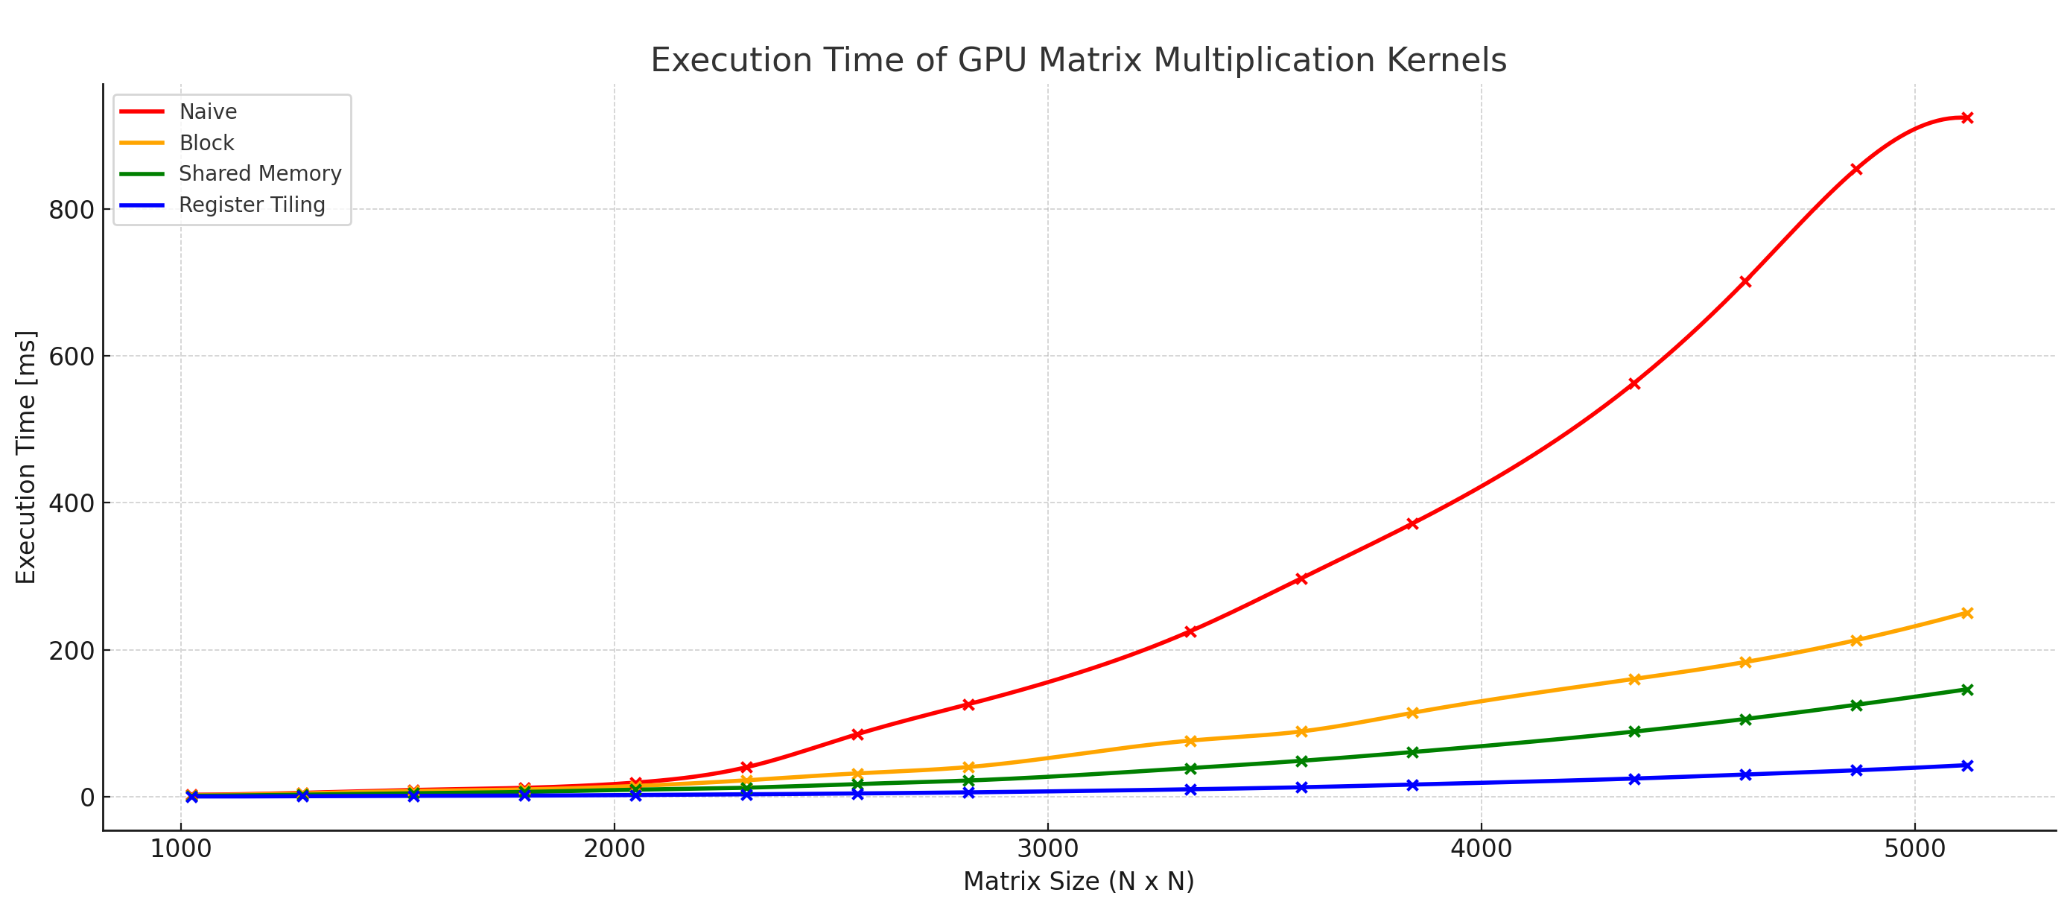 Execution Time of GPU Matrix Multiplication Kernels
Naive
Block
Shared Memory
Register Tiling
Execution Time [ms]
800
600
400
200
0
1000
2000
3000
4000
5000
Matrix Size (N x N)